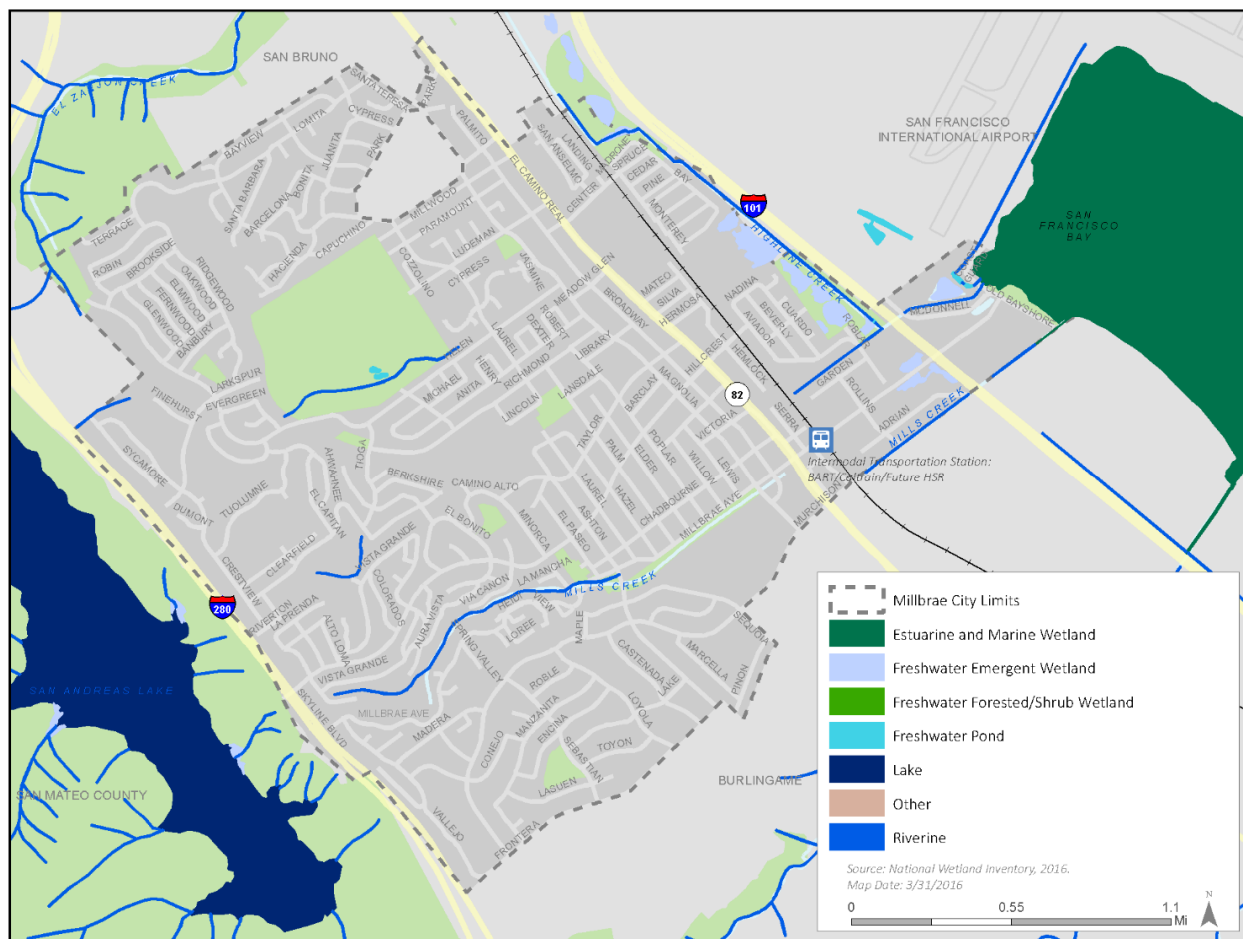 SAN BRUNO
EL ZANJON CREEK
SANTA TERESA
PARK
CYPRESS
LOMITA
BAYVIEW
JUANITA
PARK
BONITA
SANTA BARBARA
BARCELONA
PALMITO
EL CAMINO REAL
SAN ANSELMO
LANDING
CENTER
MADRONE
SPRUCE
CEDAR
PINE
BAY
MONTEREY
101
HIGHLINE CREEK
SAN FRANCISCO
INTERNATIONAL AIRPORT
SAN
FRANCISCO
BAY
OLD BAYSHORE
MCDONNELL
TERRACE
ROBIN
BROOKSIDE
RIDGEWOOD
OAKWOOD
ELMWOOD
FERNWOOD
GLENWOOD
BANBURY
HACIENDA
CAPUCHINO
MILLWOOD
PARAMOUNT
LUDEMAN
COZZOLINO
CYPRESS
JASMINE
MEADOW GLEN
BROADWAY
MATEO
SILVA
HERMOSA
NADINA
CUARDO
BEVERLY
AVIADOR
ROBLAR
GARDEN
ROLLINS
ADRIAN
MILLS CREEK
LARKSPUR
EVERGREEN
FINEHURST
HELEN
MICHAEL
ANITA
HENRY
LAUREL
DEXTER
ROBERT
RICHMOND
LIBRARY
LINCOLN
LANSDALE
TAYLOR
BARCLAY
MAGNOLIA
HILLCREST
HEMLOCK
82
SERRA
VICTORIA
Intermodal Transportation Station:
BART/Caltrain/Future HSR
MURCHISON
SYCAMORE
DUMONT
TUOLUMNE
AHWAHNEE
EL CAPITAN
TIOGA
BERKSHIRE
CAMINO ALTO
PALM
ELDER
POPLAR
WILLOW
LEWIS
LAUREL
HAZEL
CHADBOURNE
MILLBRAE AVE
ASHTON
EL PASEO
MINORCA
EL BONITO
VISTA GRANDE
CLEARFIELD
CRESTVIEW
280
RIVERTON
LA PRENDA
COLORADOS
ALTO LOMA
AURA VISTA
VIA CANON
LA MANCHA
HEIDI
VIEW
LOREE
MILLS CREEK
MAPLE
SPRING VALLEY
VISTA GRANDE
SKYLINE BLVD
MILLBRAE AVE
MADERA
ROBLE
MANZANITA
ENCINA
CONEJO
SEBASTIAN
TOYON
LOYOLA
LAKE
CASTENADA
MARCELLA
SEQUOIA
PINON
LASUEN
VALLEJO
FRONTERA
BURLINGAME
SAN ANDREAS LAKE
SAN MATEO COUNTY
Millbrae City Limits
Estuarine and Marine Wetland
Freshwater Emergent Wetland
Freshwater Forested/Shrub Wetland
Freshwater Pond
Lake
Other
Riverine
Source: National Wetland Inventory, 2016.
Map Date: 3/31/2016
N
0 0.55 1.1
Mi